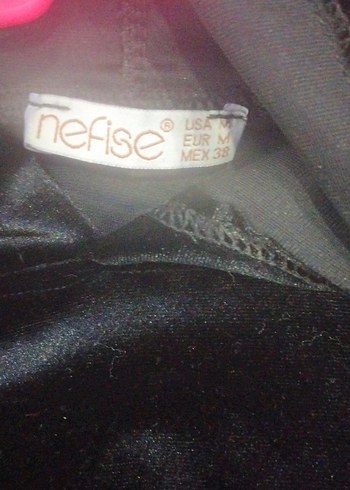 nefise®
USA M
EUR M
MEX 38